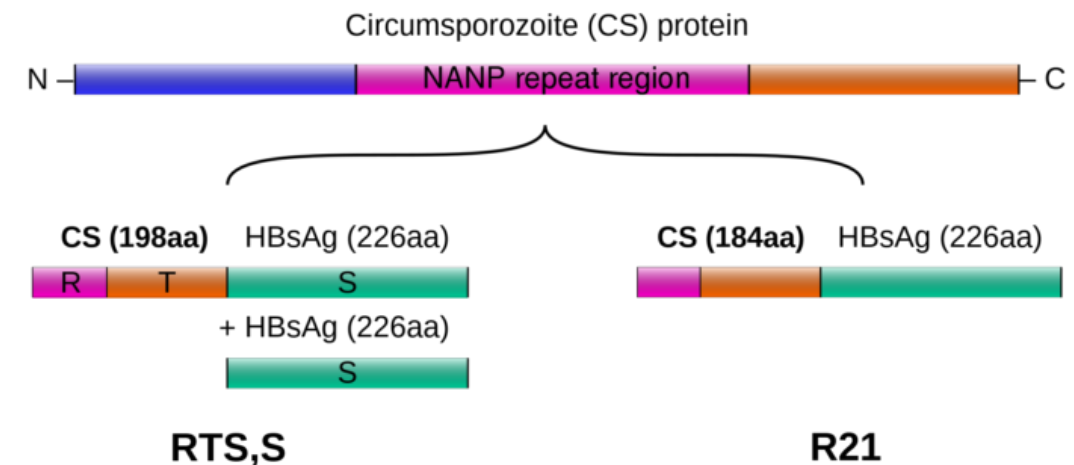 Circumsporozoite (CS) protein
N NANP repeat region C
CS (198aa) HBsAg (226aa) CS (184aa) HBsAg (226aa)
R T S
+ HBsAg (226aa)
S
RTS,S R21